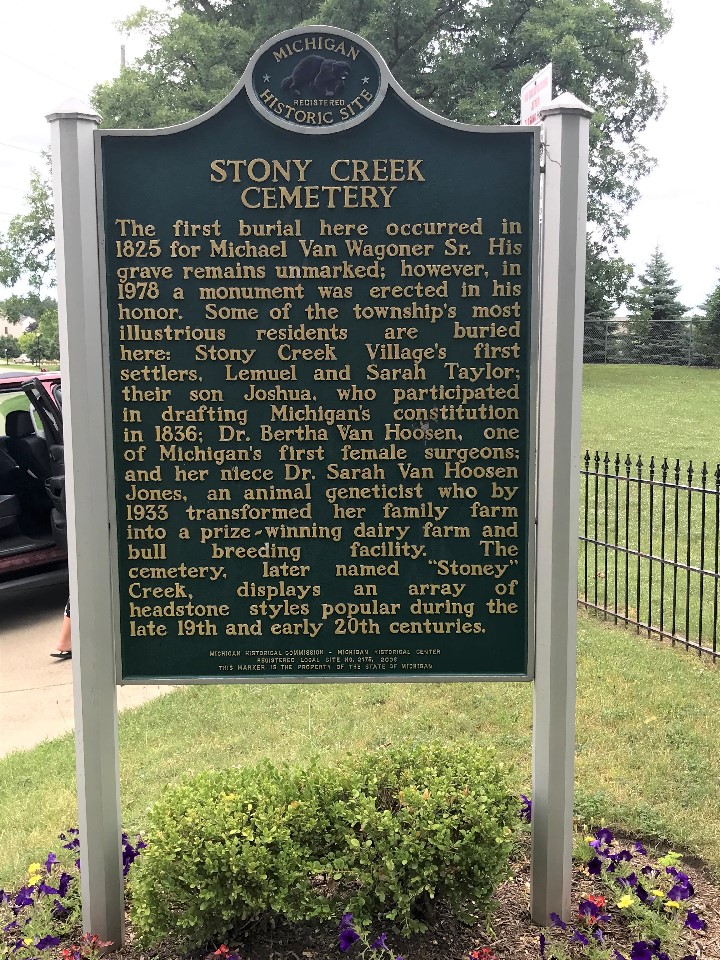 MICHIGAN
REGISTERED
HISTORIC SITE
STONY CREEK
CEMETERY
The first burial here occurred in
1825 for Michael Van Wagoner Sr. His
grave remains unmarked; however, in
1978 a monument was erected in his
honor. Some of the township's most
illustrious residents are buried
here: Stony Creek Village's first
settlers, Lemuel and Sarah Taylor;
their son Joshua, who participated
in drafting Michigan's constitution
in 1836; Dr. Bertha Van Hoosen, one
of Michigan's first female surgeons;
and her niece Dr. Sarah Van Hoosen
Jones, an animal geneticist who by
1933 transformed her family farm
into a prize-winning dairy farm and
bull breeding facility. The
cemetery, later named "Stoney"
Creek, displays an array of
headstone styles popular during the
late 19th and early 20th centuries.
MICHIGAN HISTORICAL COMMISSION - MICHIGAN HISTORICAL CENTER
REGISTERED LOCAL SITE NO. 2175, 2006
THIS MARKER IS THE PROPERTY OF THE STATE OF MICHIGAN